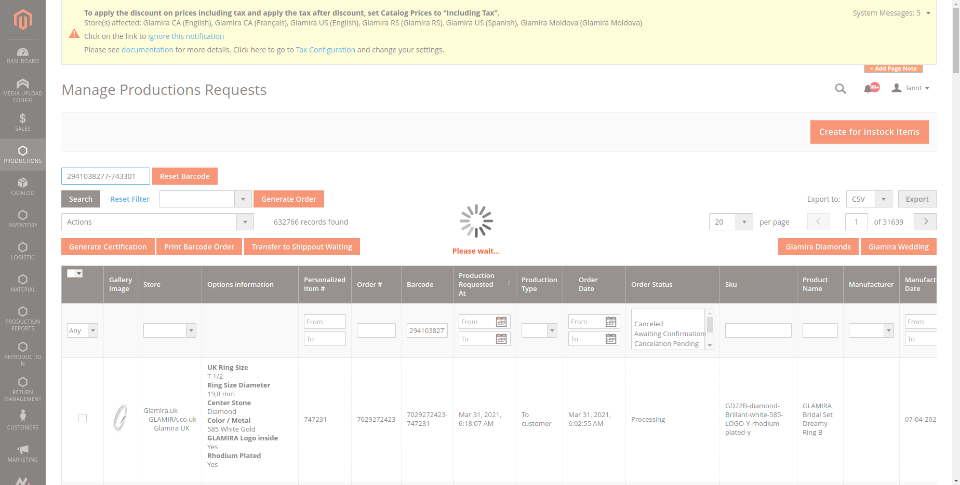 To apply the discount on prices including tax and apply the tax after discount, set Catalog Prices to “Including Tax”.
Store(s) affected: Glamira CA (English), Glamira CA (Français), Glamira US (English), Glamira RS (Glamira RS), Glamira US (Spanish), Glamira Moldova (Glamira Moldova)
Click on the link to ignore this notification
Please see documentation for more details. Click here to go to Tax Configuration and change your settings.
System Messages: 5
+ Add Page Note
Manage Productions Requests
99+
DASHBOARD
MEDIA UPLOAD CONFIG
SALES
PRODUCTIONS
CATALOG
INVENTORY
LOGISTIC
MATERIAL
PRODUCTION REPORTS
REPRODUCTION
RETURN MANAGEMENT
CUSTOMERS
MARKETING
Create for Instock Items
2941038277-743301
Reset Barcode
Search
Reset Filter
Generate Order
Export to:
CSV
Export
Actions
632766 records found
20
per page
1
of 31639
Please wait...
Generate Certification
Print Barcode Order
Transfer to Shippout Waiting
Glamira Diamonds
Glamira Wedding
Gallery Image
Store
Options information
Personalized Item #
Order #
Barcode
Production Requested At ↑
Production Type
Order Date
Order Status
Sku
Product Name
Manufacturer
Manufact
Any
From
To
294103827
From
To
From
To
Canceled
Awaiting Confirmation
Cancelation Pending
From
To
Glamira.uk
GLAMIRA.co.uk
Glamira UK
UK Ring Size
T 1/2
Ring Size Diameter
19,8 mm
Center Stone
Diamond
Color / Metal
585 White Gold
GLAMIRA Logo inside
Yes
Rhodium Plated
Yes
747231
7029272423
7029272423-
747231
Mar 31, 2021,
6:18:07 AM
To
customer
Mar 31, 2021,
6:02:55 AM
Processing
GD22B-diamond-
Brillant-white-585-
LOGO-Y-rhodium-
plated-y
GLAMIRA
Bridal Set
Dreamy
Ring B
07-04-202